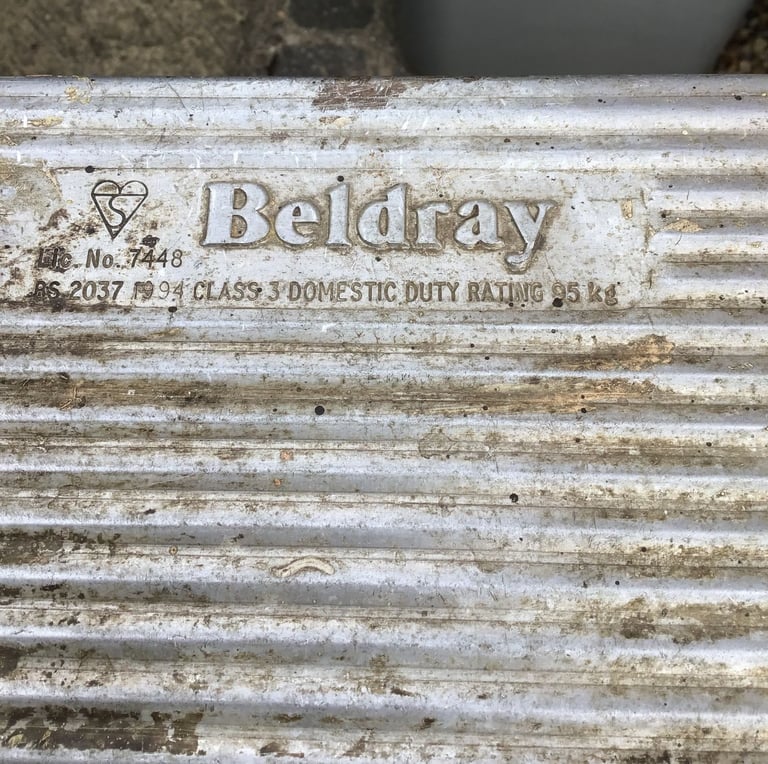 Beldray
Lic. No. 7448
BS 2037 1994 CLASS 3 DOMESTIC DUTY RATING 95 kg